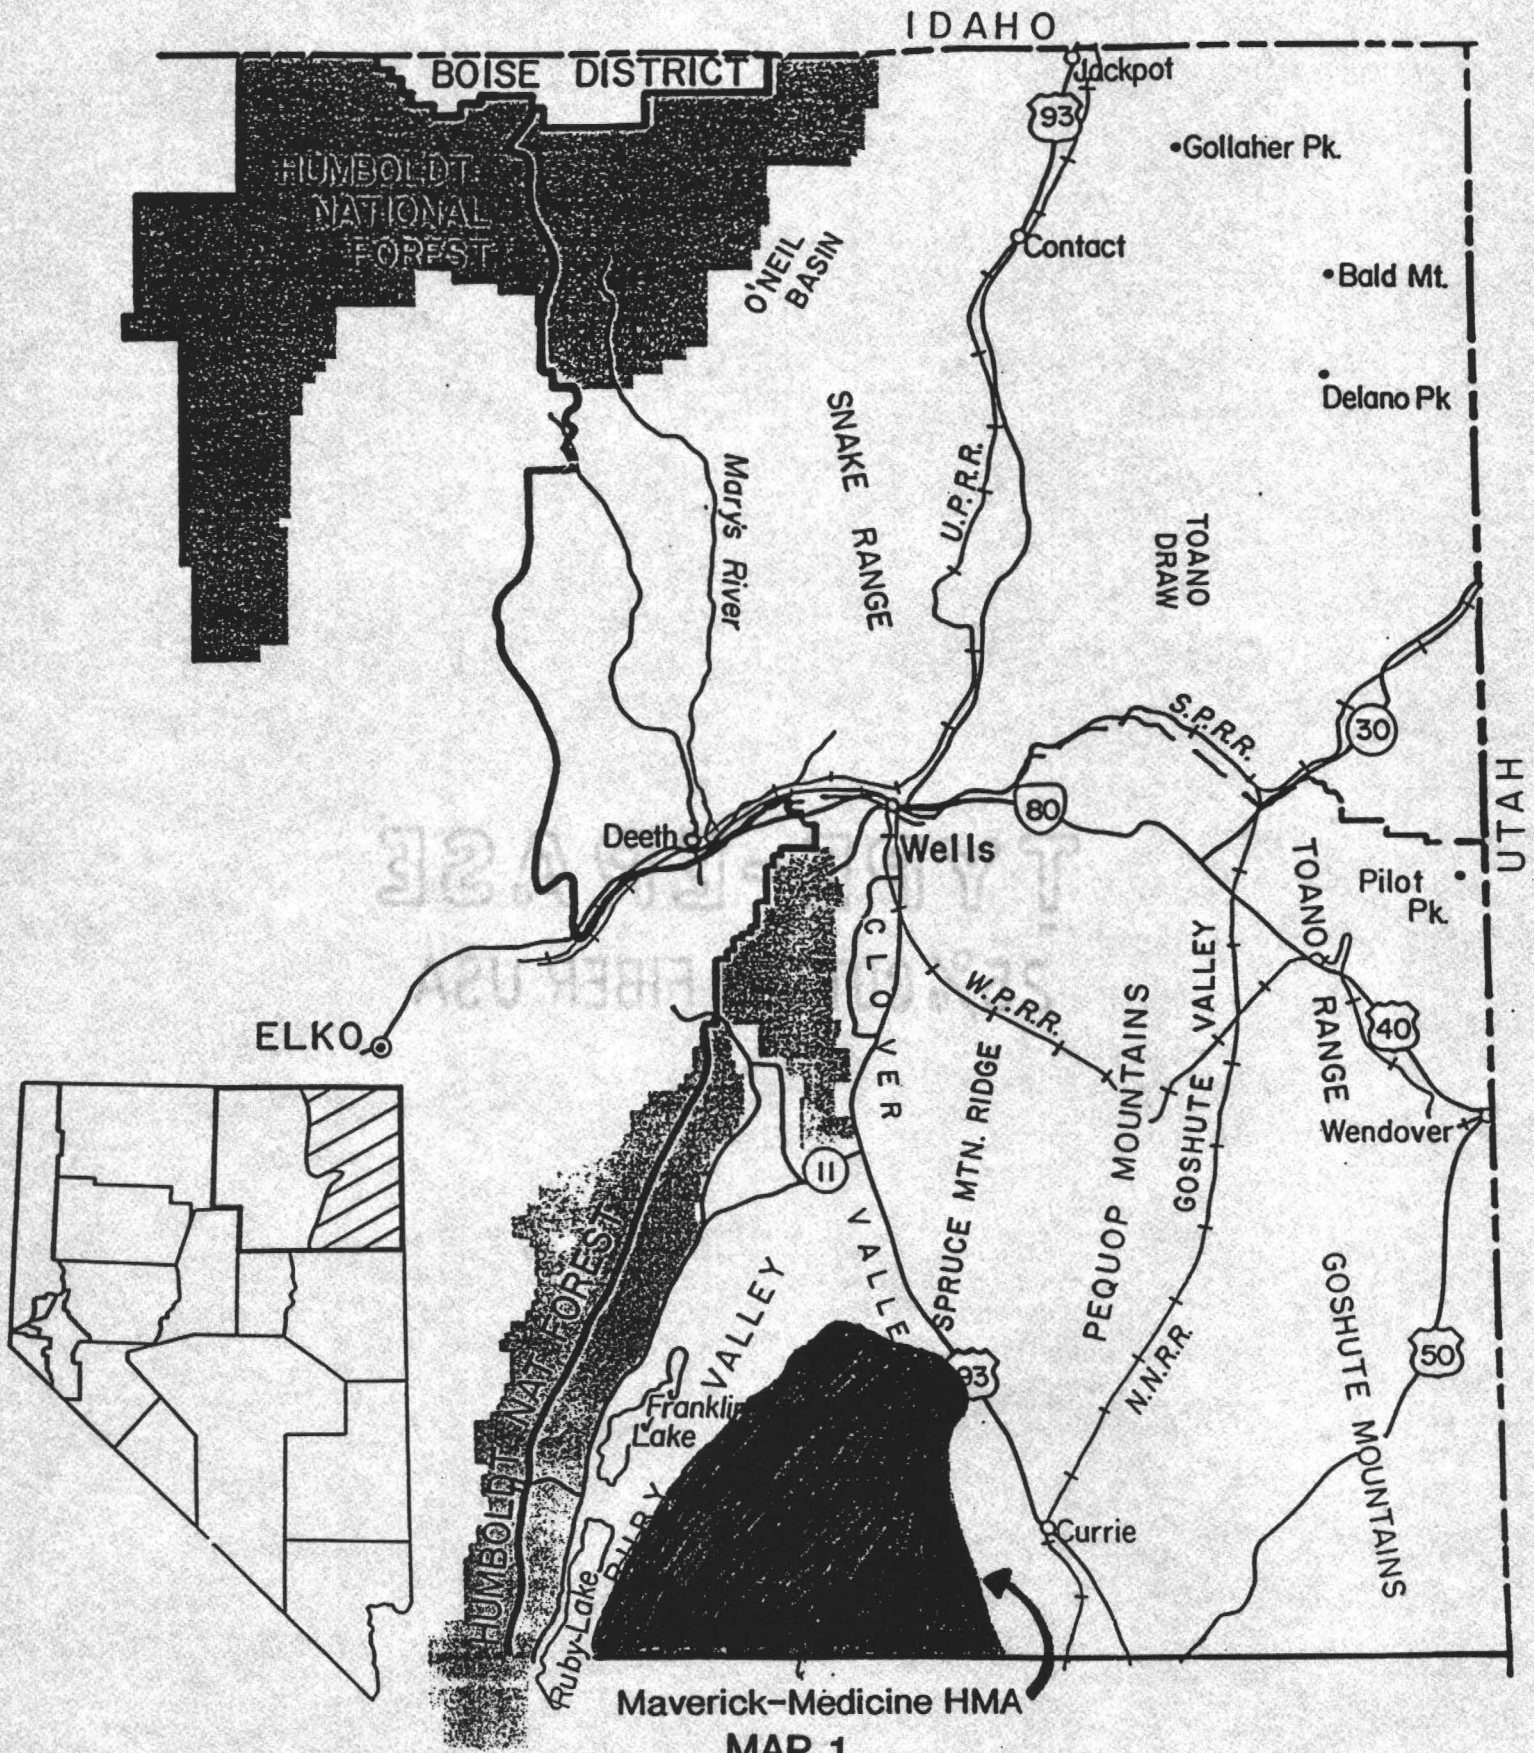 IDAHO
BOISE DISTRICT
Jackpot
93
Gollaher Pk.
HUMBOLDT
NATIONAL
FOREST
O'NEIL
BASIN
Contact
Bald Mt.
Delano Pk
SNAKE RANGE
U.P.R.R.
Mary's River
TOANO
DRAW
S.P.R.R.
30
UTAH
80
Deeth
Wells
TOANO RANGE
Pilot
Pk.
CLOVER VALLE
GOSHUTE VALLEY
W.P.R.R.
ELKO
40
PEQUOP MOUNTAINS
SPRUCE MTN. RIDGE
Wendover
11
HUMBOLDT NAT FOREST
VALLEY
GOSHUTE MOUNTAINS
50
93
N.N.R.R.
Franklin
Lake
Currie
Ruby Lake
Maverick-Medicine HMA
MAP 1